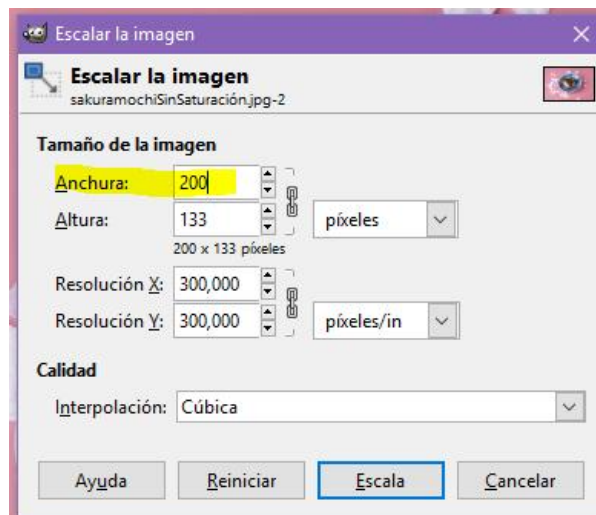 Escalar la imagen
Escalar la imagen
sakuramochiSinSaturación.jpg-2
Tamaño de la imagen
Anchura: 200
Altura: 133 píxeles
200 x 133 píxeles
Resolución X: 300,000
Resolución Y: 300,000 píxeles/in
Calidad
Interpolación: Cúbica
Ayuda Reiniciar Escala Cancelar